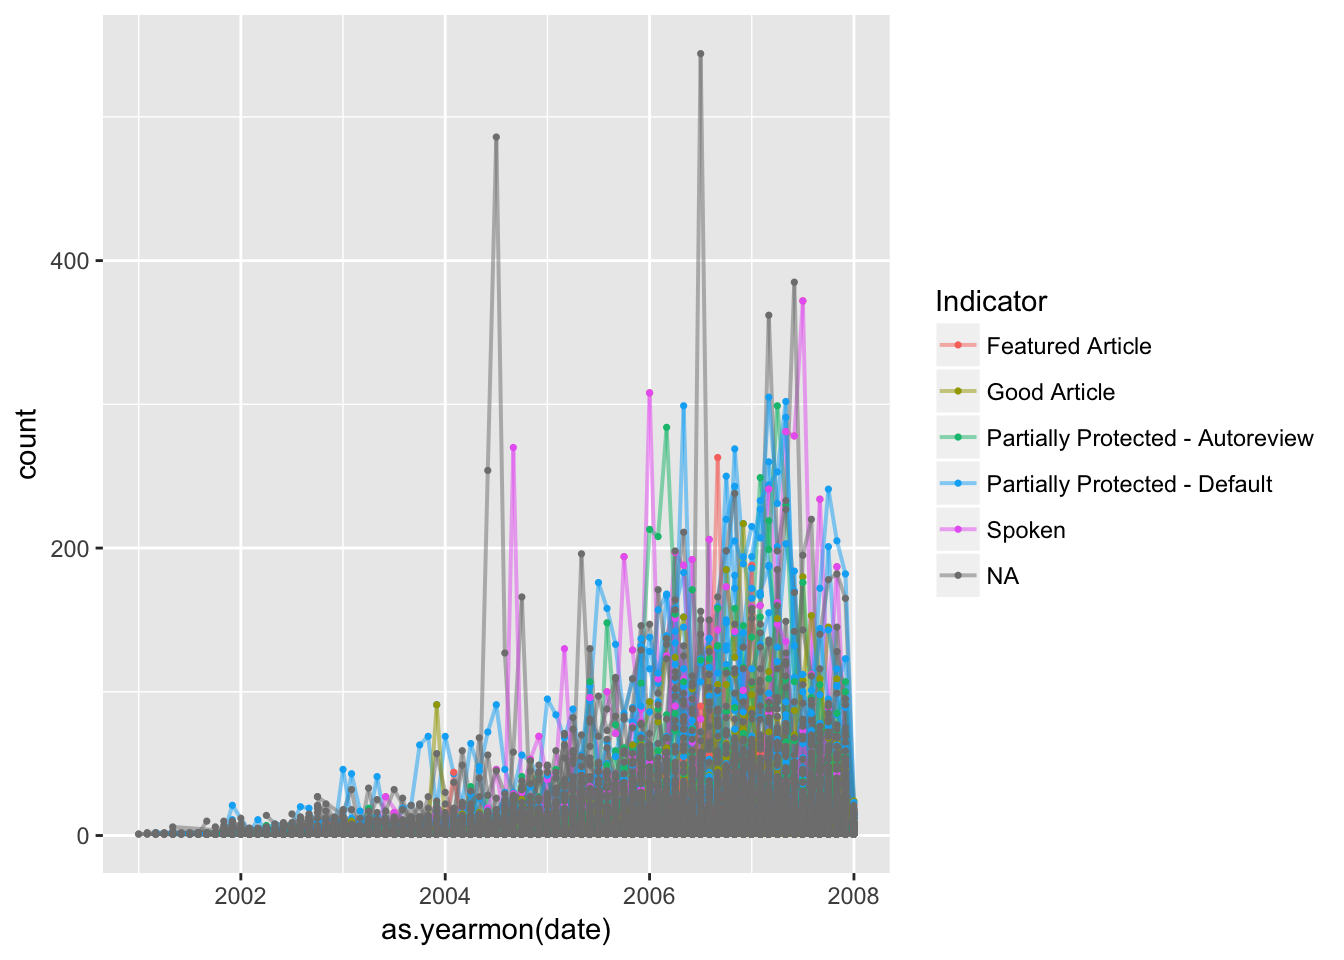 count
400
200
0
2002
2004
2006
2008
as.yearmon(date)
Indicator
Featured Article
Good Article
Partially Protected - Autoreview
Partially Protected - Default
Spoken
NA